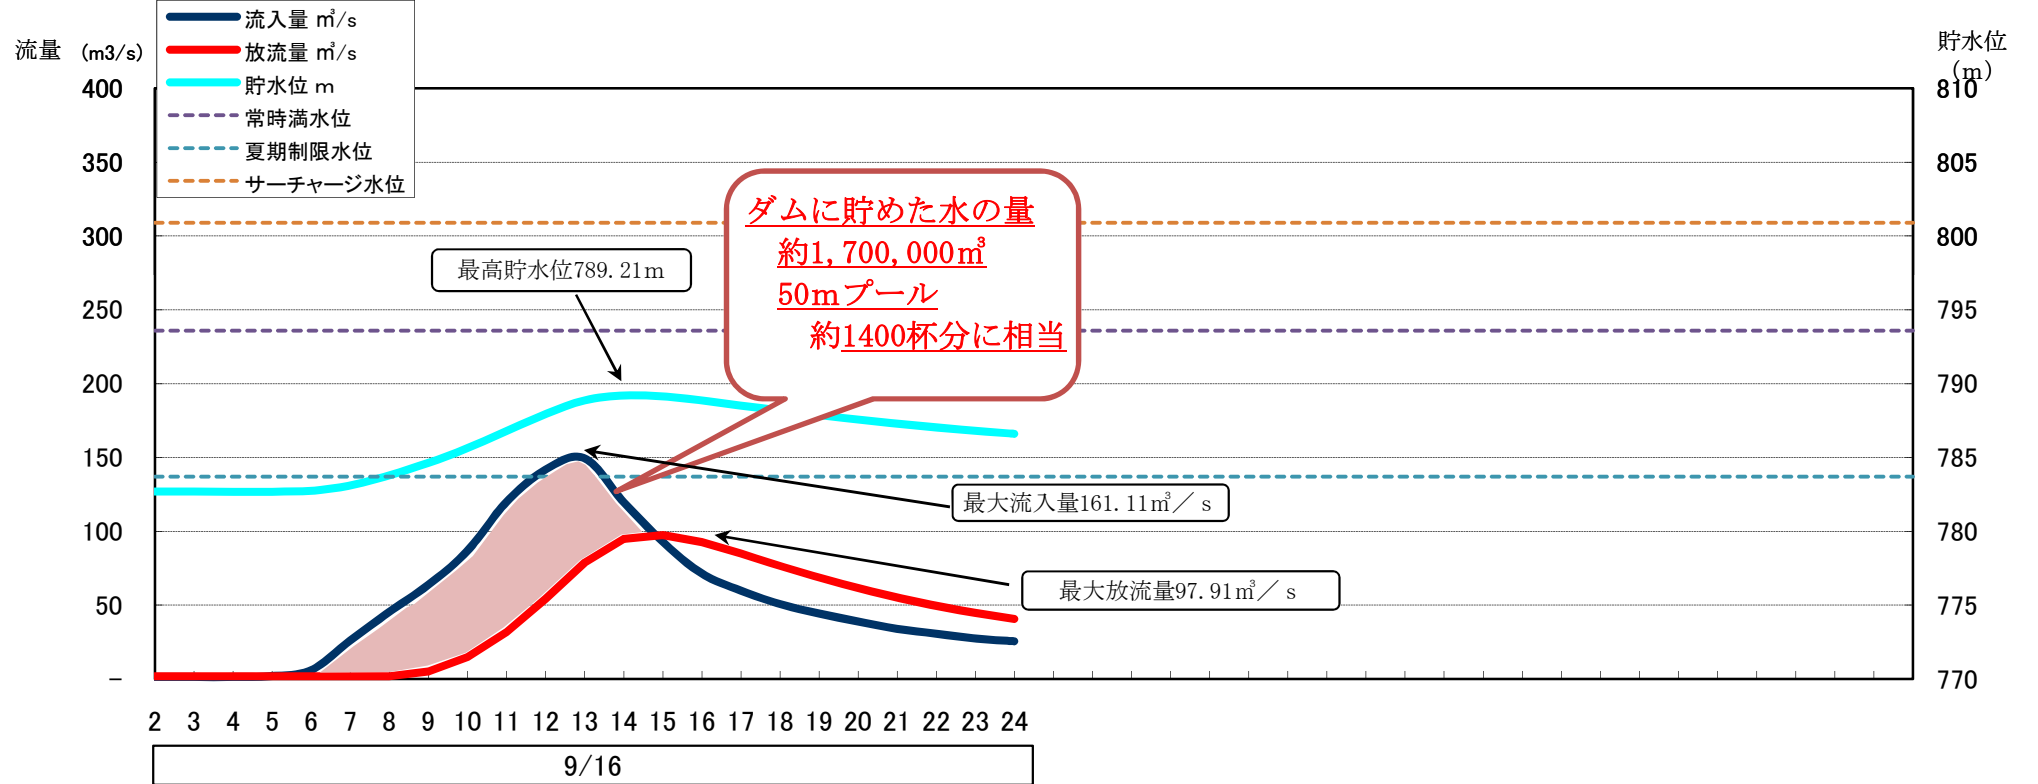 流入量 ㎥/s
放流量 ㎥/s
貯水位 m
常時満水位
夏期制限水位
サーチャージ水位
流量 (m3/s)
貯水位
(m)
400
350
300
250
200
150
100
50
–
810
805
800
795
790
785
780
775
770
ダムに貯めた水の量
約1,700,000㎥
50mプール
約1400杯分に相当
最高貯水位789.21m
最大流入量161.11㎥／s
最大放流量97.91㎥／s
2 3 4 5 6 7 8 9 10 11 12 13 14 15 16 17 18 19 20 21 22 23 24
9/16